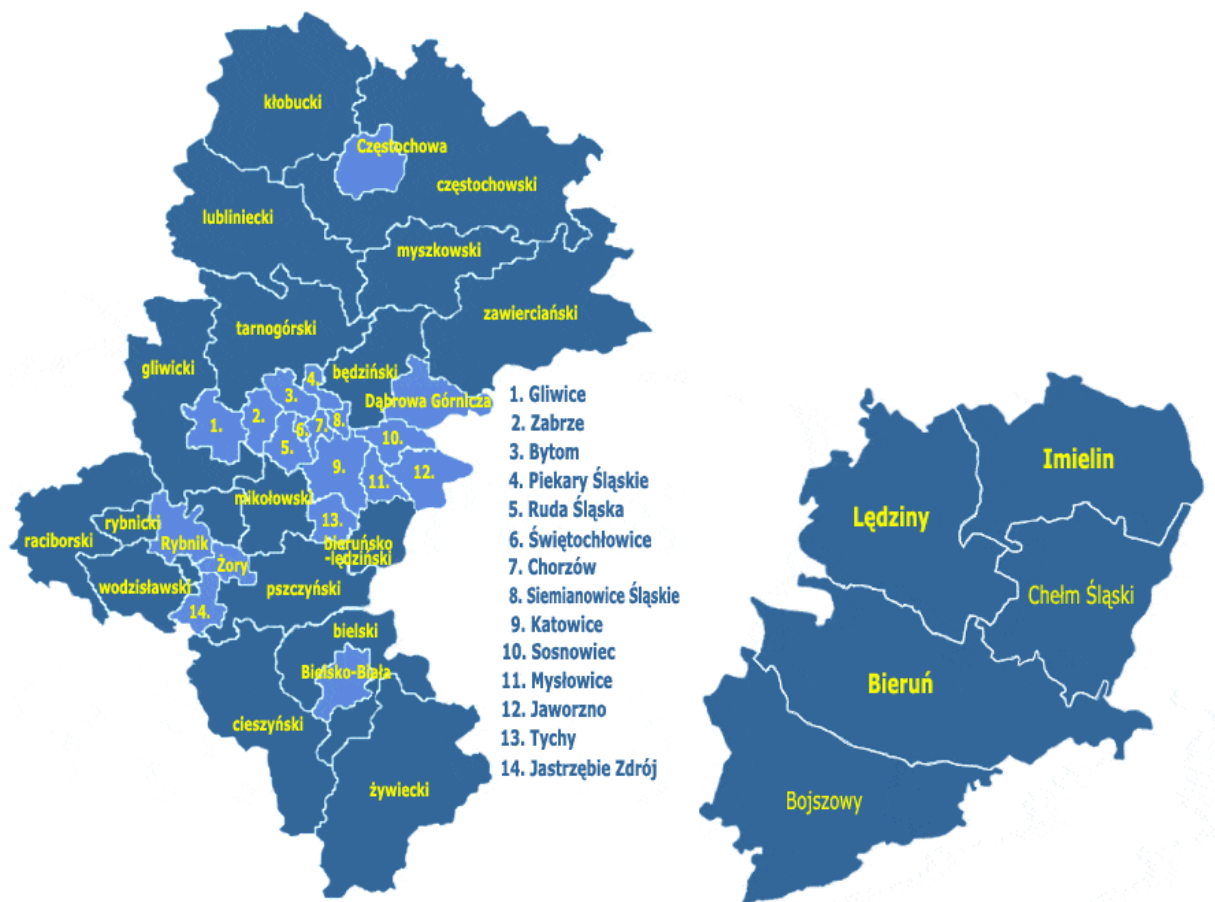 kłobucki
Częstochowa
częstochowski
lubliniecki
myszkowski
zawierciański
tarnogórski
gliwicki
będziński
4.
3.
Dąbrowa Górnicza
1.
2.
8.
7.
6.
10.
5.
9.
11.
12.
mikołowski
13.
rybnicki
raciborski
Rybnik
bieruńsko
-lędziński
Żory
wodzisławski
pszczyński
14.
bielski
Bielsko-Biała
cieszyński
żywiecki
1. Gliwice
2. Zabrze
3. Bytom
4 Piekary Śląskie
5. Ruda Śląska
6. Świętochłowice
7. Chorzów
8 Siemianowice Śląskie
9. Katowice
10. Sosnowiec
11. Mysłowice
12. Jaworzno
13. Tychy
14. Jastrzębie Zdrój
Imielin
Lędziny
Chełm Śląski
Bieruń
Bojszowy